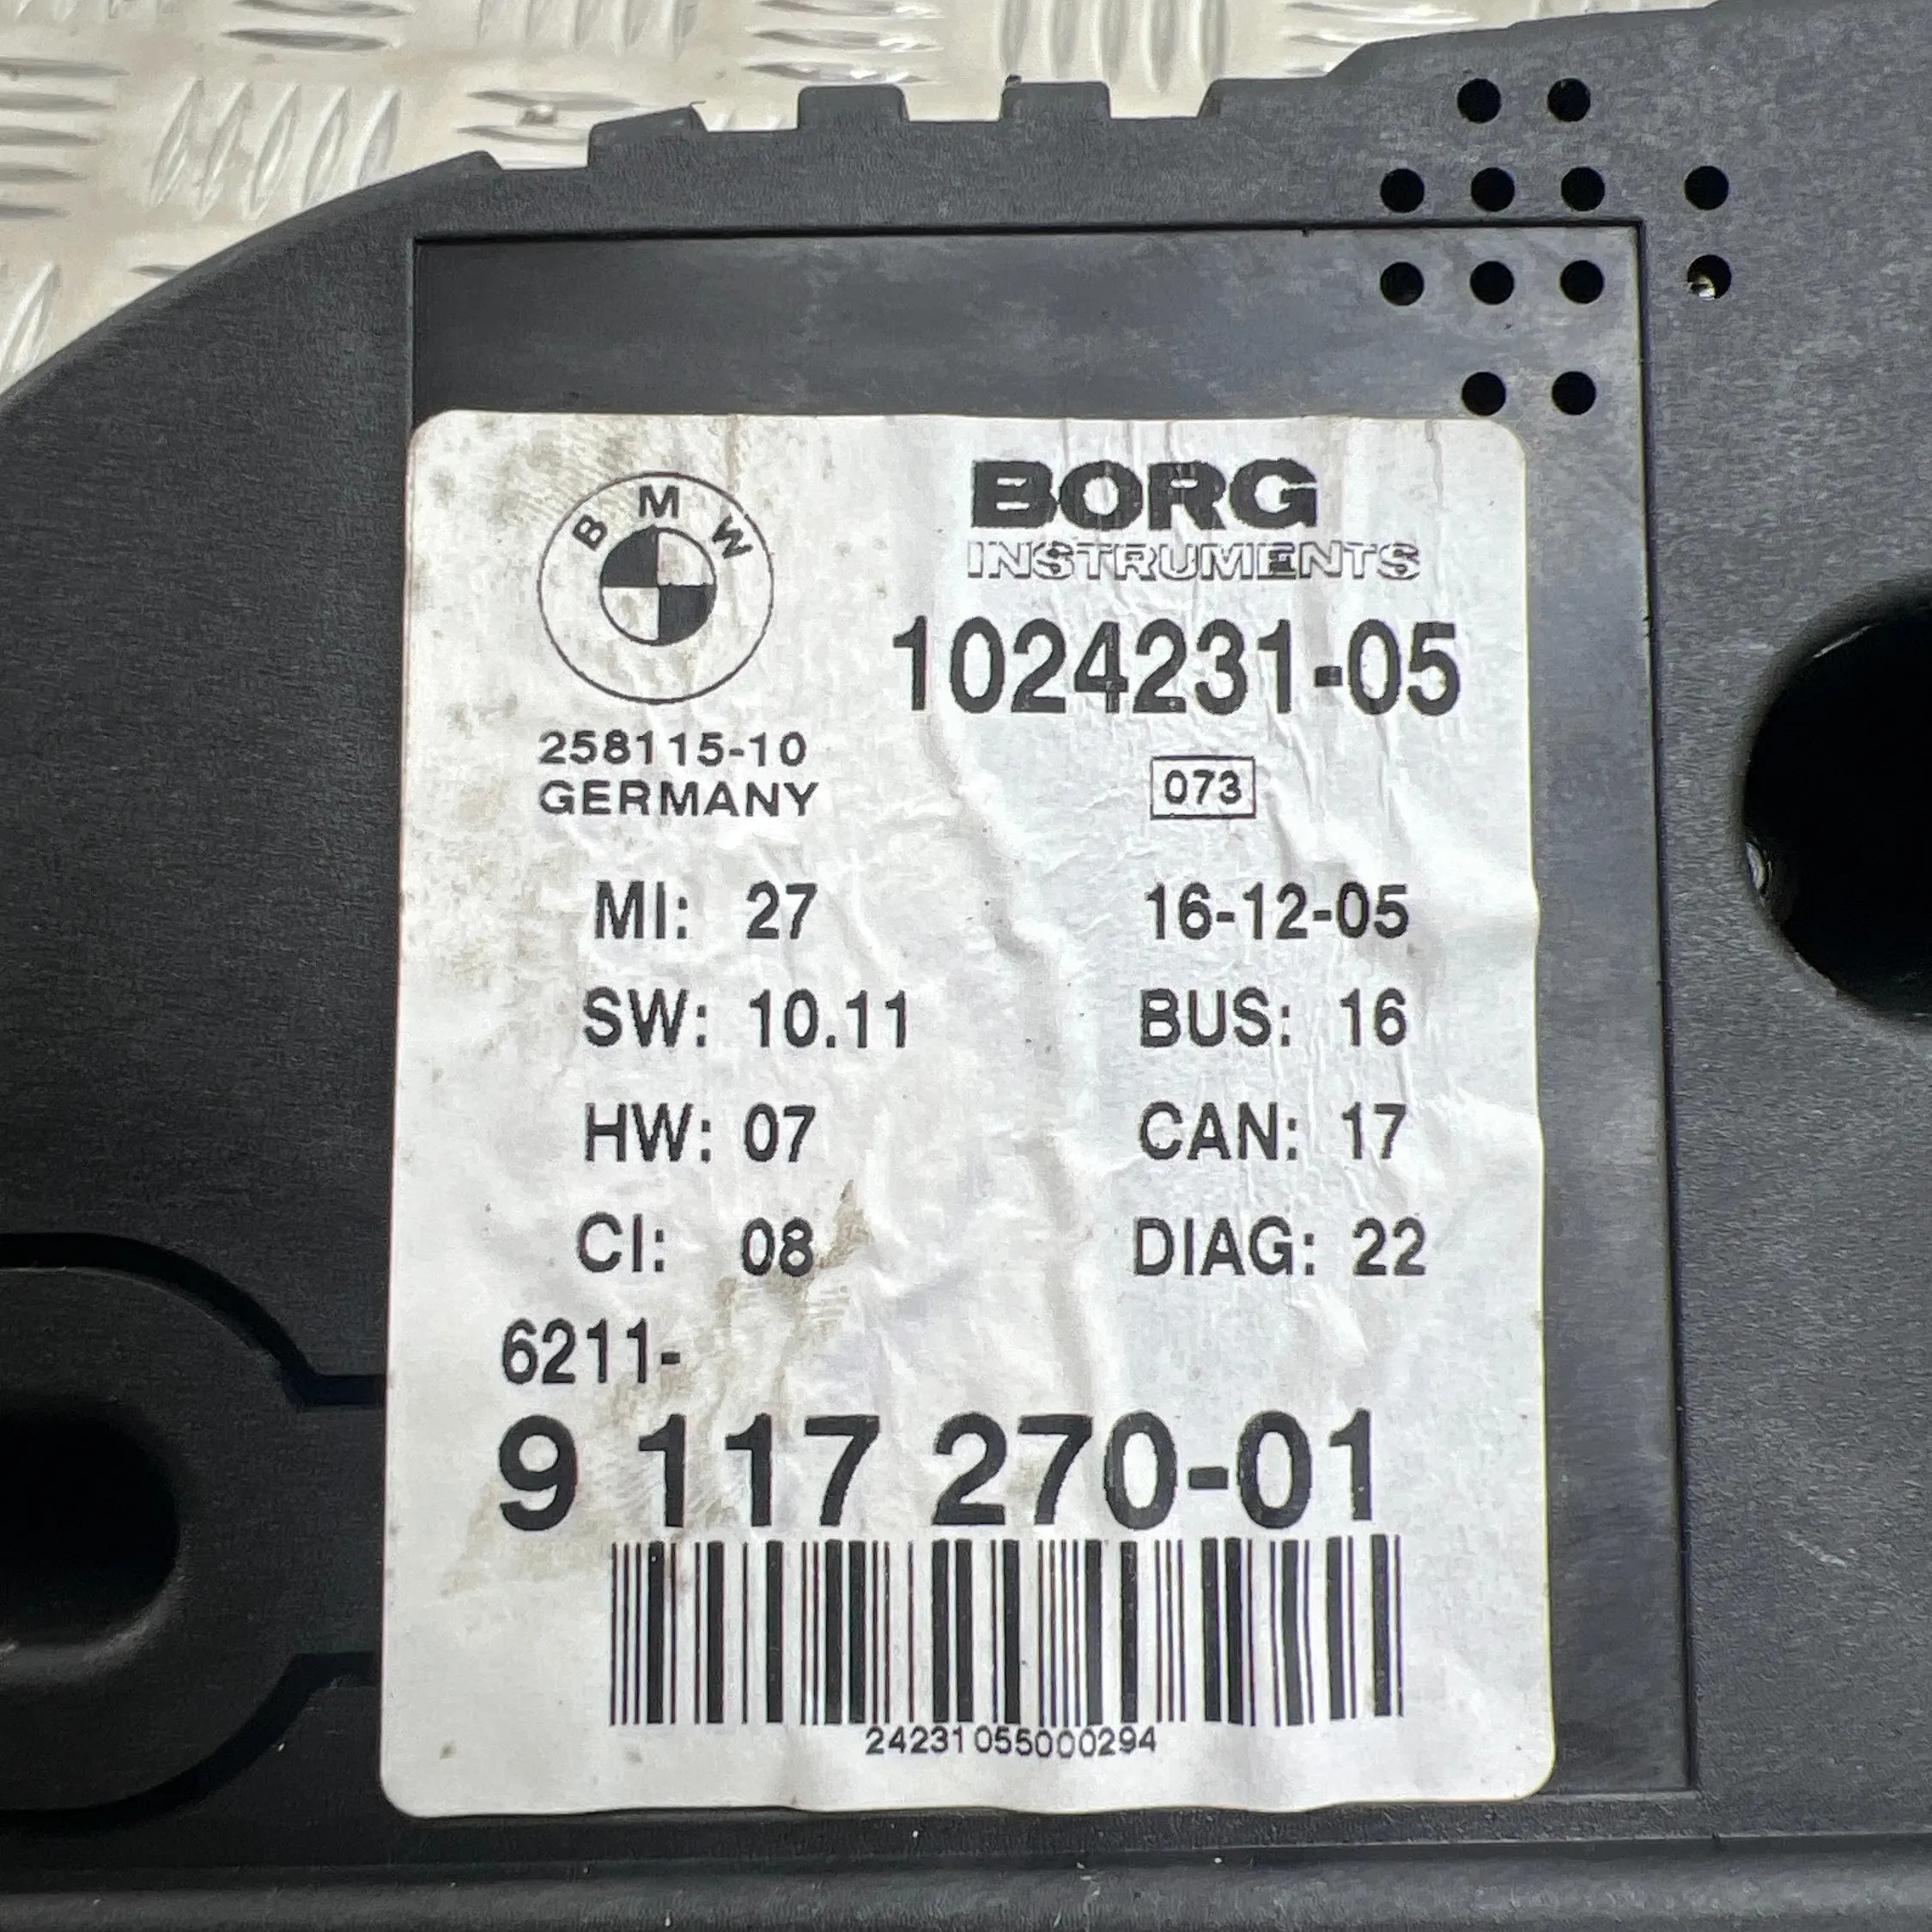 BMW
BORG
INSTRUMENTS
1024231-05
258115-10
GERMANY
073
MI: 27
16-12-05
SW: 10.11
BUS: 16
HW: 07
CAN: 17
CI: 08
DIAG: 22
6211-
9 117 270-01
24231055000294